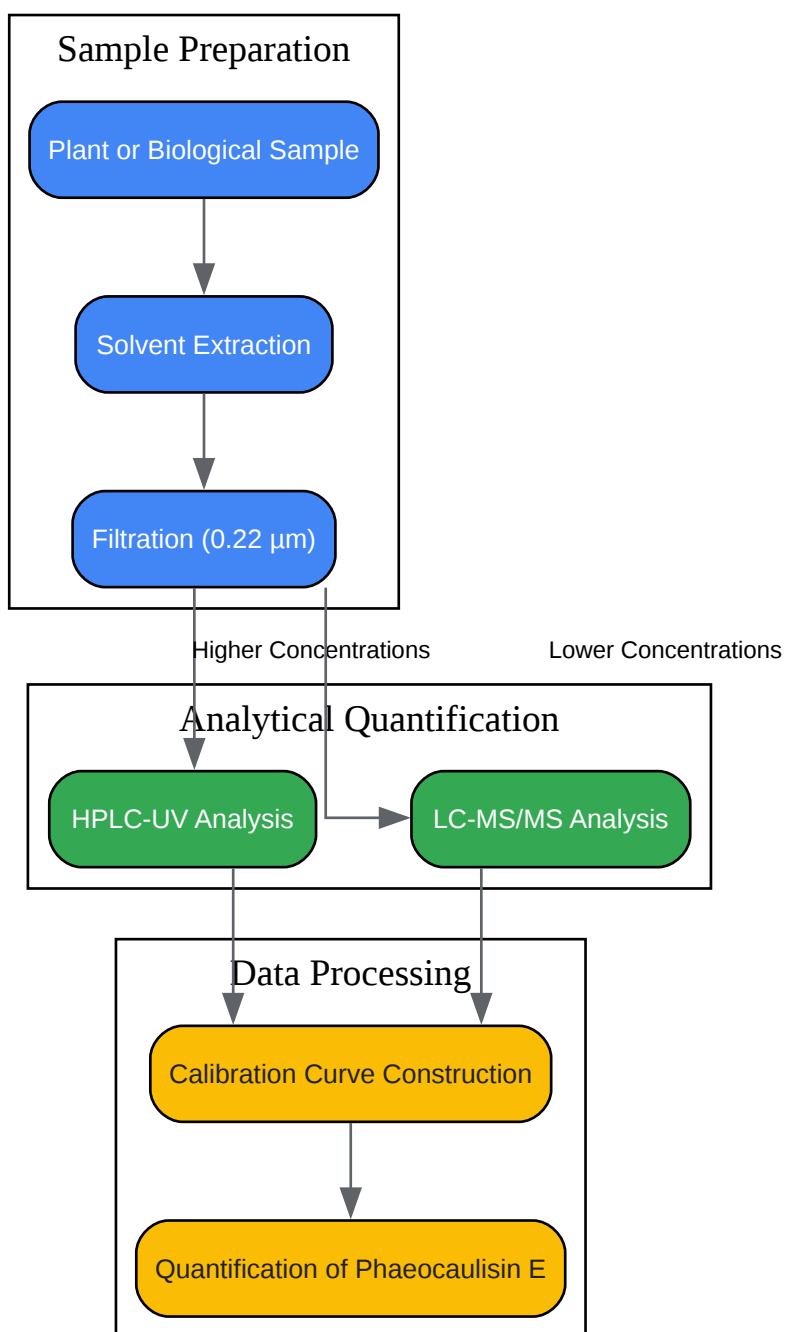 Sample Preparation
Plant or Biological Sample
Solvent Extraction
Filtration (0.22 µm)
Higher Concentrations
Lower Concentrations
Analytical Quantification
HPLC-UV Analysis
LC-MS/MS Analysis
Data Processing
Calibration Curve Construction
Quantification of Phaeocaulisin E